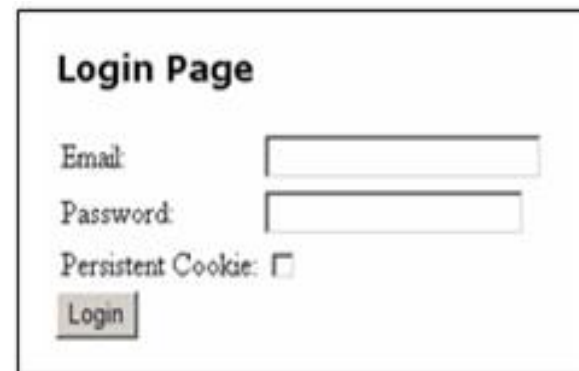 Login Page
Email:
Password:
Persistent Cookie:
Login